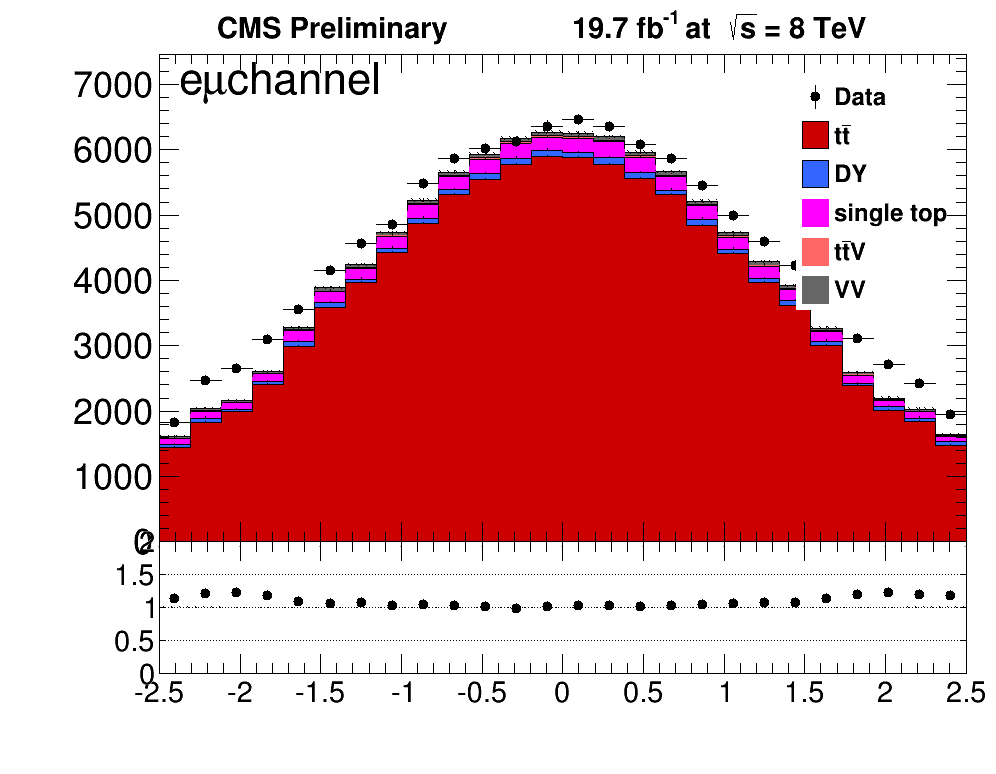 CMS Preliminary 19.7 fb⁻¹ at √s = 8 TeV
eμchannel
Data
tt̄
DY
single top
tt̄V
VV
7000
6000
5000
4000
3000
2000
1000
0
2
1.5
1
0.5
0
-2.5 -2 -1.5 -1 -0.5 0 0.5 1 1.5 2 2.5